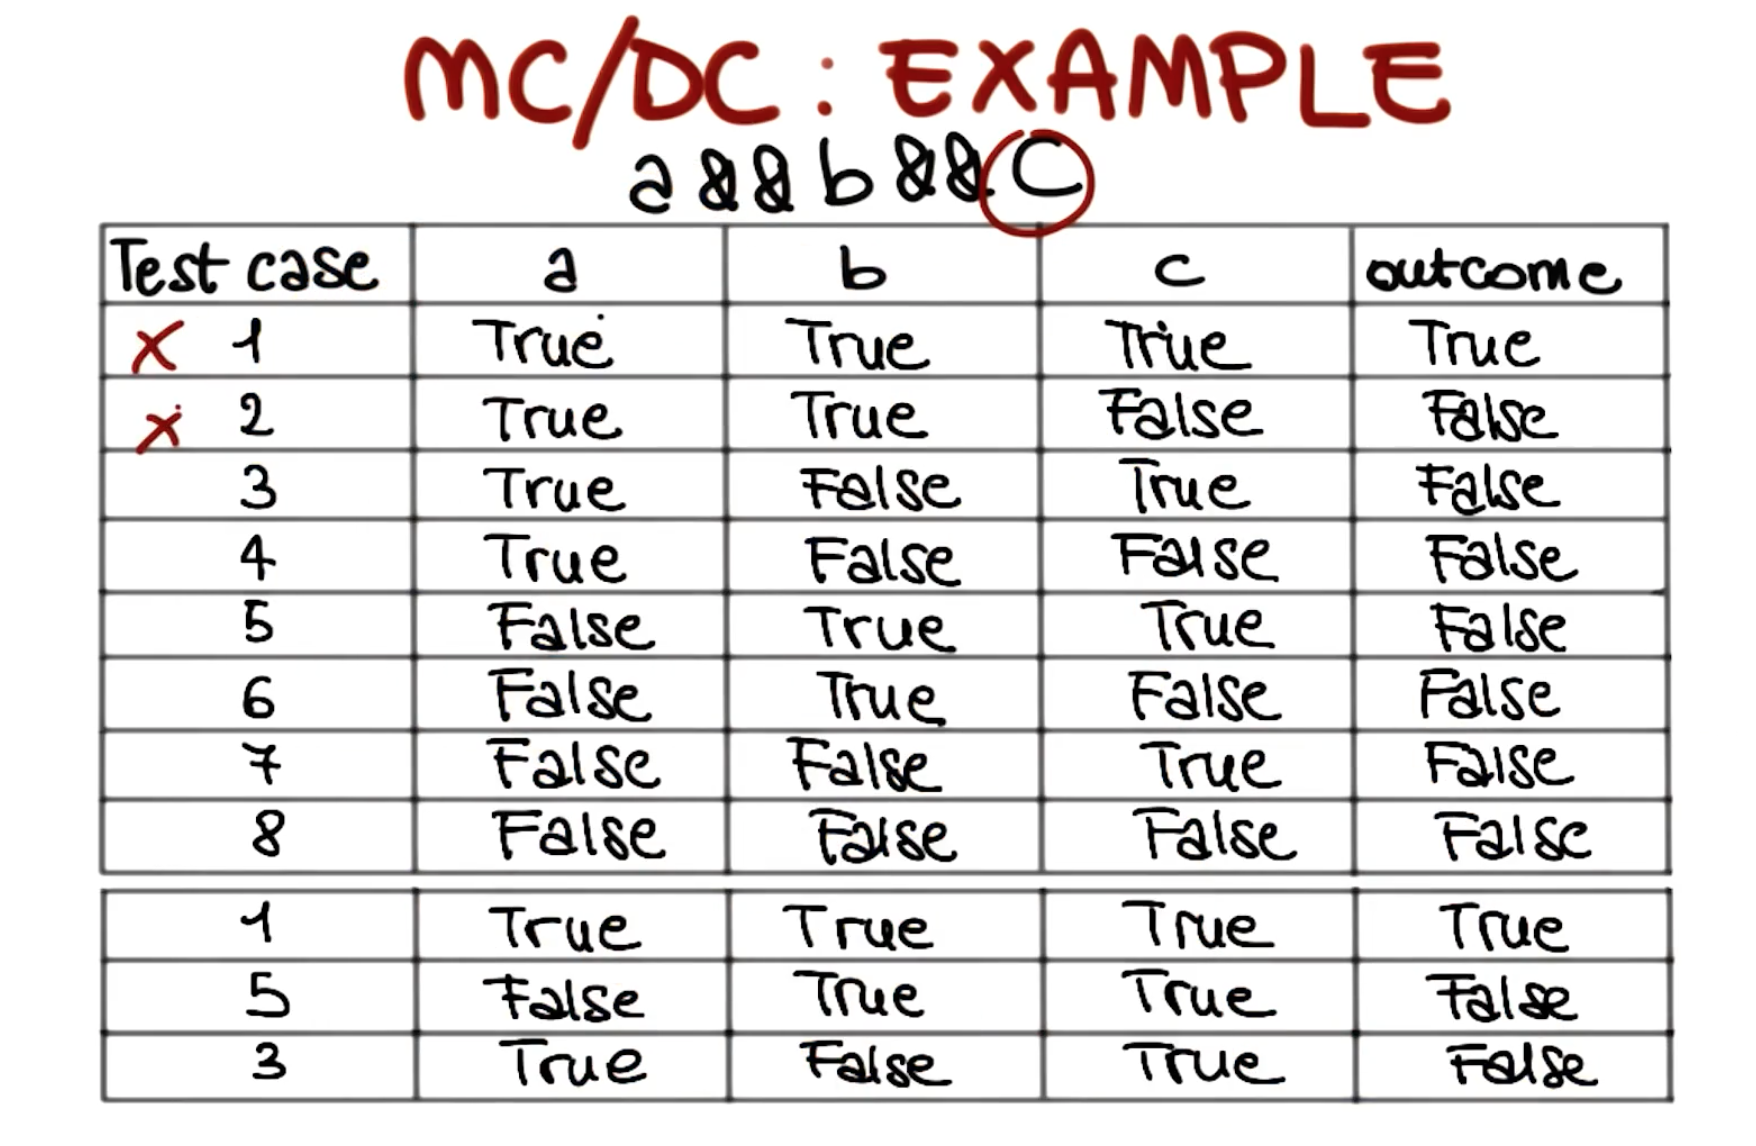 MC/DC: EXAMPLE
a && b && C
Test case a b c outcome
X 1 True True True True
X 2 True True False False
3 True False True False
4 True False False False
5 False True True False
6 False True False False
7 False False True False
8 False False False False
1 True True True True
5 False True True False
3 True False True False